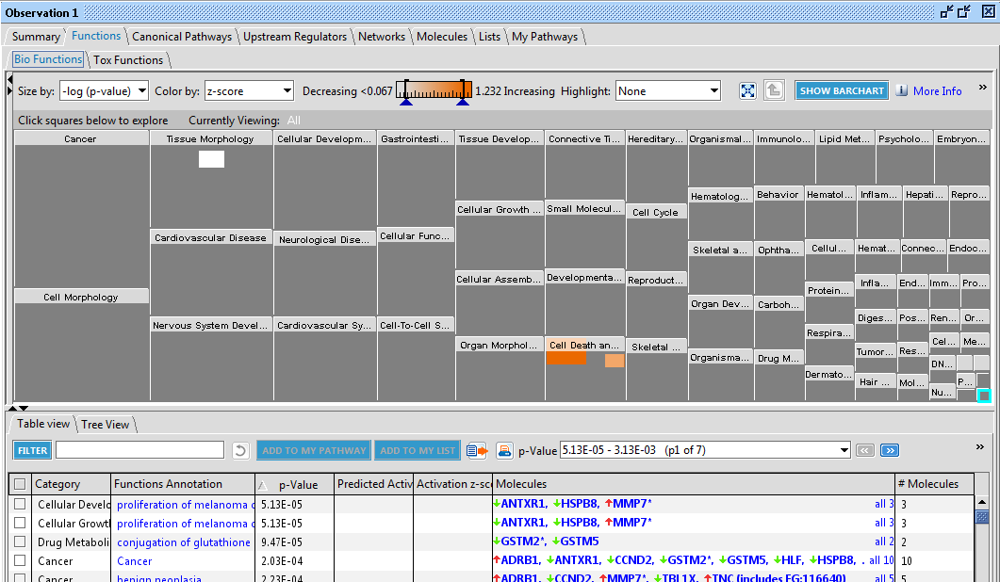 Observation 1
Summary Functions Canonical Pathways Upstream Regulators Networks Molecules Lists My Pathways
Bio Functions Tox Functions
Size by: -log (p-value) Color by: z-score Decreasing <0.067 1.232 Increasing Highlight: None SHOW BARCHART i More Info »
Click squares below to explore Currently Viewing: All
Cancer Tissue Morphology Cellular Developm... Gastrointesti... Tissue Develop... Connective Ti... Hereditary... Organismal... Immunolo... Lipid Met... Psycholo... Embryon...
Hematolog... Behavior Hematol... Inflam... Hepati... Repro...
Cellular Growth ... Small Molecul... Cell Cycle
Cardiovascular Disease Neurological Dise... Cellular Func...
Skeletal a... Ophtha... Cellul... Hemat... Connec... Endoc...
Cellular Assemb... Developmenta... Reproduct...
Infla... End... Imm... Pro...
Cell Morphology Protein...
Organ Dev... Carboh...
Diges... Pos... Ren... Or...
Nervous System Devel... Cardiovascular Sy... Cell-To-Cell S...
Respira...
Organ Morphol... Cell Death an... Skeletal ... Cel... Me...
Organisma... Drug M... Tumor... Res...
DN...
Dermato... Hair ... Mol... P...
Nu...
Table view Tree View
FILTER ADD TO MY PATHWAY ADD TO MY LIST p-Value 5.13E-05 - 3.13E-03 (p1 of 7) << >> »
Category Functions Annotation p-Value Predicted Activ Activation z-sco Molecules # Molecules
Cellular Develo proliferation of melanoma c 5.13E-05 ANTXR1, HSPB8, MMP7* all 3 3
Cellular Growth proliferation of melanoma c 5.13E-05 ANTXR1, HSPB8, MMP7* all 3 3
Drug Metaboli conjugation of glutathione 9.47E-05 GSTM2*, GSTM5 all 2 2
Cancer Cancer 2.03E-04 ADRB1, ANTXR1, CCND2, GSTM2*, GSTM5, HLF, HSPB8, . all 10 10
Cancer benign neoplasia 2.23E-04 ADRB1, CCND2, MMP7*, TBL1X, TNC (includes EG:116640) all 5 5